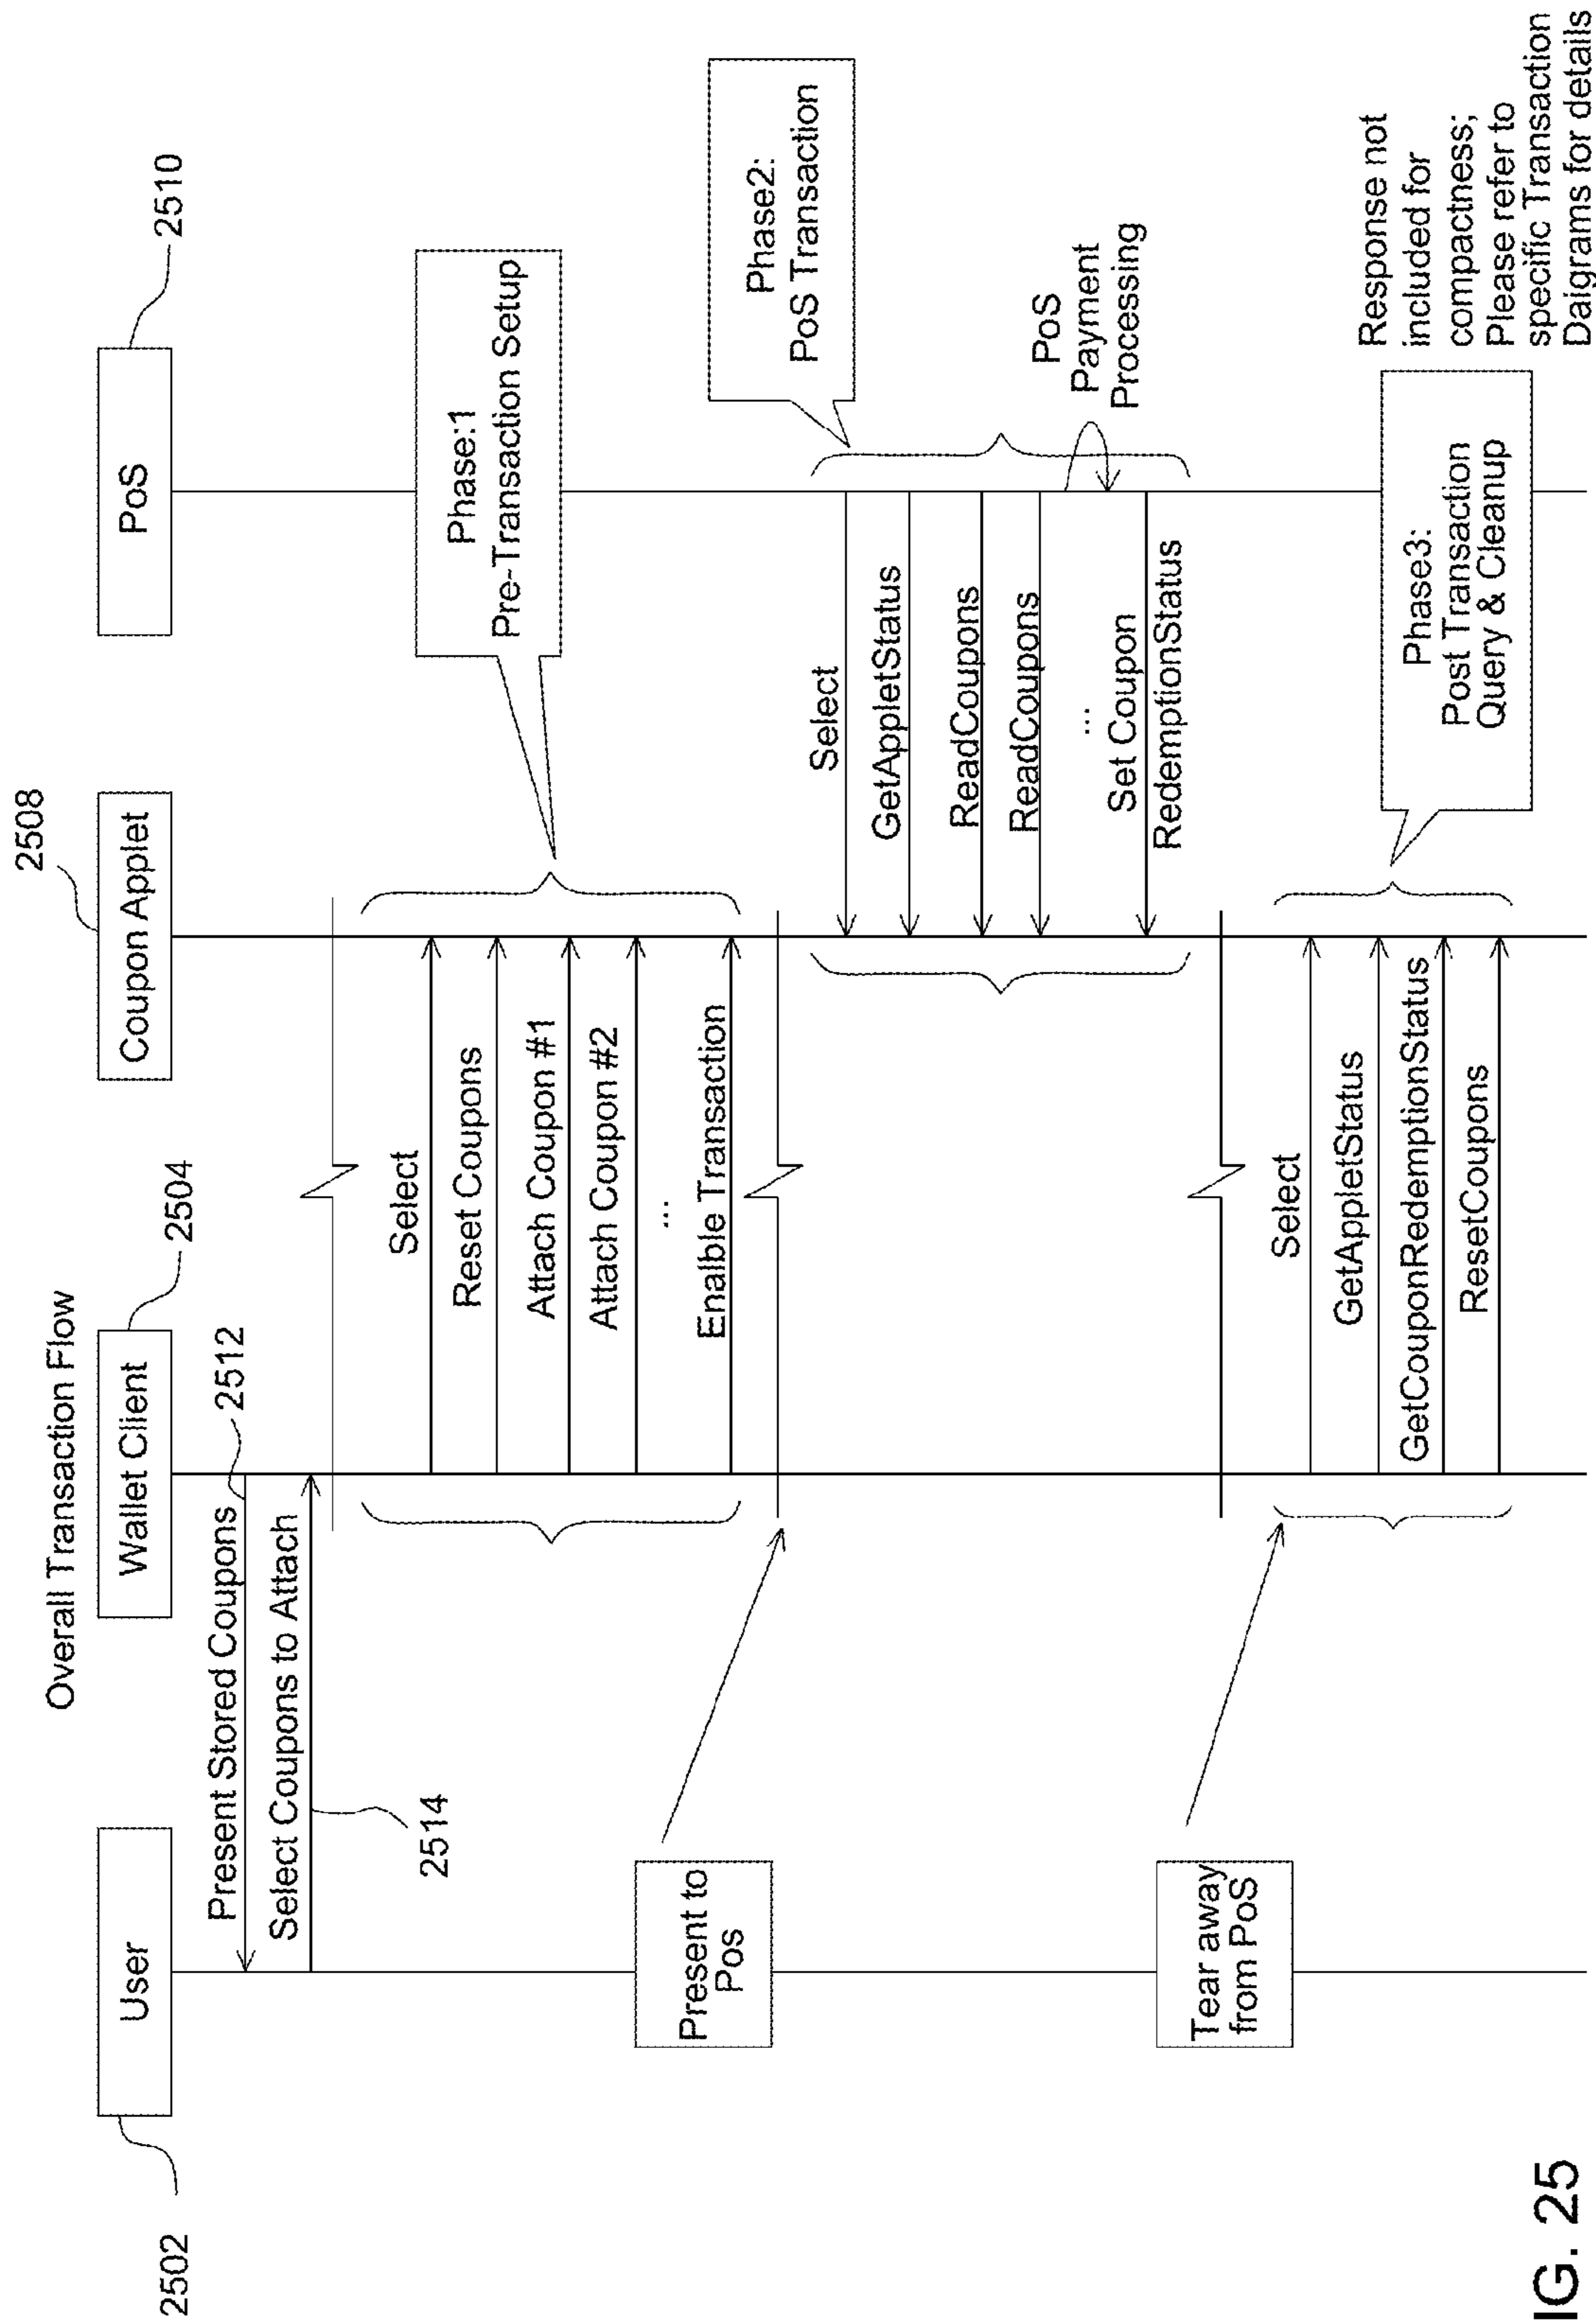 Overall Transaction Flow
2502
User
Wallet Client
2504
2508
Coupon Applet
PoS
2510
Present Stored Coupons
2512
Select Coupons to Attach
2514
Phase:1
Pre-Transaction Setup
Select
Reset Coupons
Attach Coupon #1
Attach Coupon #2
...
Enalble Transaction
Present to
Pos
Phase2:
PoS Transaction
Select
GetAppletStatus
ReadCoupons
ReadCoupons
...
PoS
Payment
Processing
Set Coupon
RedemptionStatus
Tear away
from PoS
Select
GetAppletStatus
GetCouponRedemptionStatus
ResetCoupons
Phase3:
Post Transaction
Query & Cleanup
Response not
included for
compactness;
Please refer to
specific Transaction
Daigrams for details
IG. 25